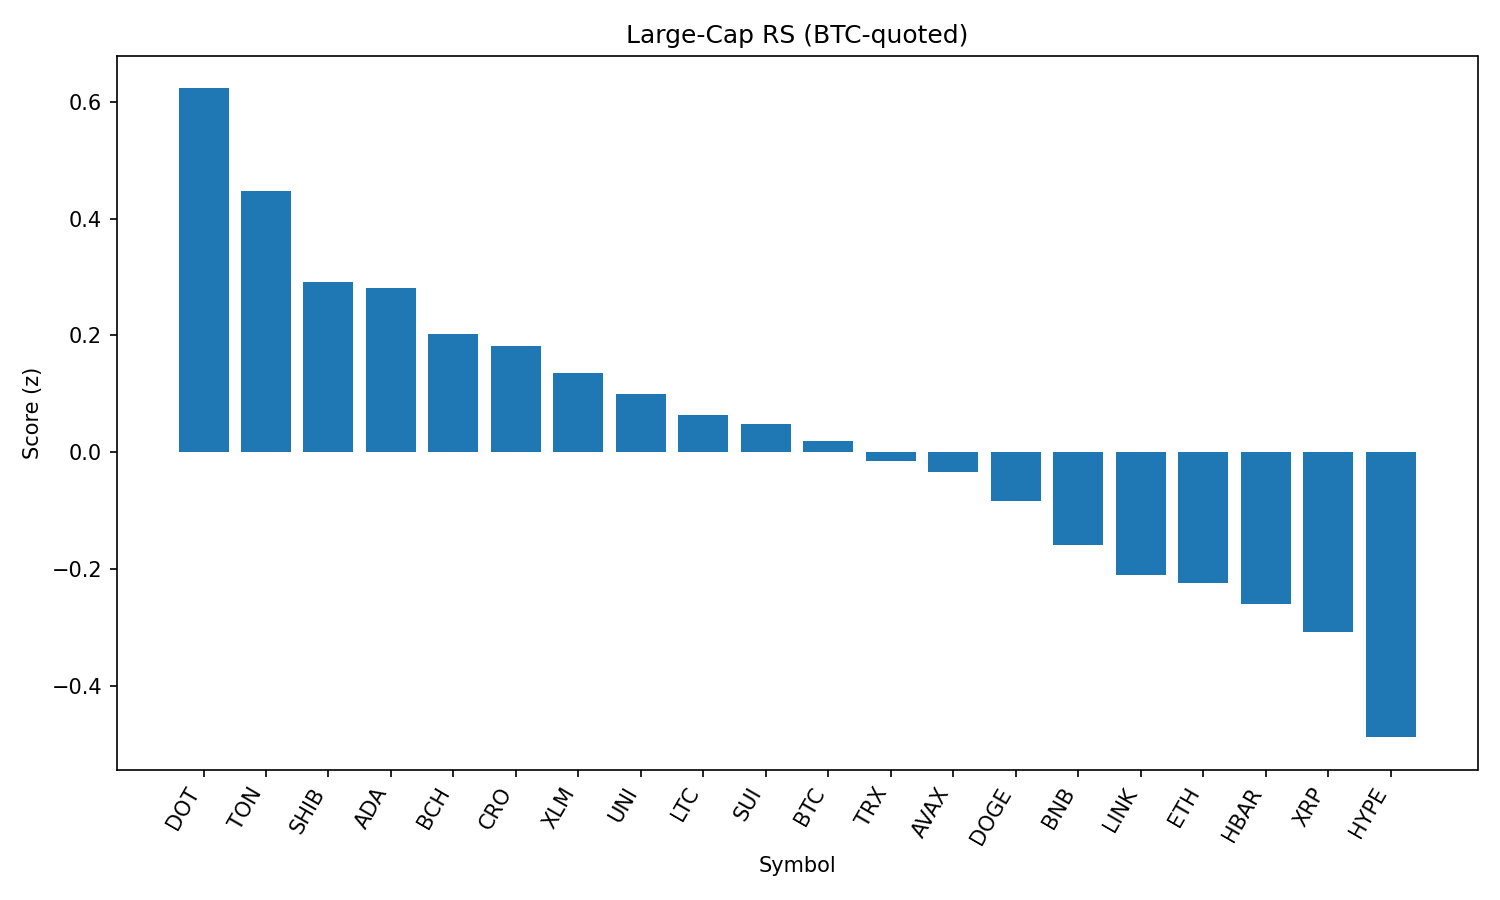 Large-Cap RS (BTC-quoted)
Score (z)
0.6
0.4
0.2
0.0
−0.2
−0.4
DOT
TON
SHIB
ADA
BCH
CRO
XLM
UNI
LTC
SUI
BTC
TRX
AVAX
DOGE
BNB
LINK
ETH
HBAR
XRP
HYPE
Symbol